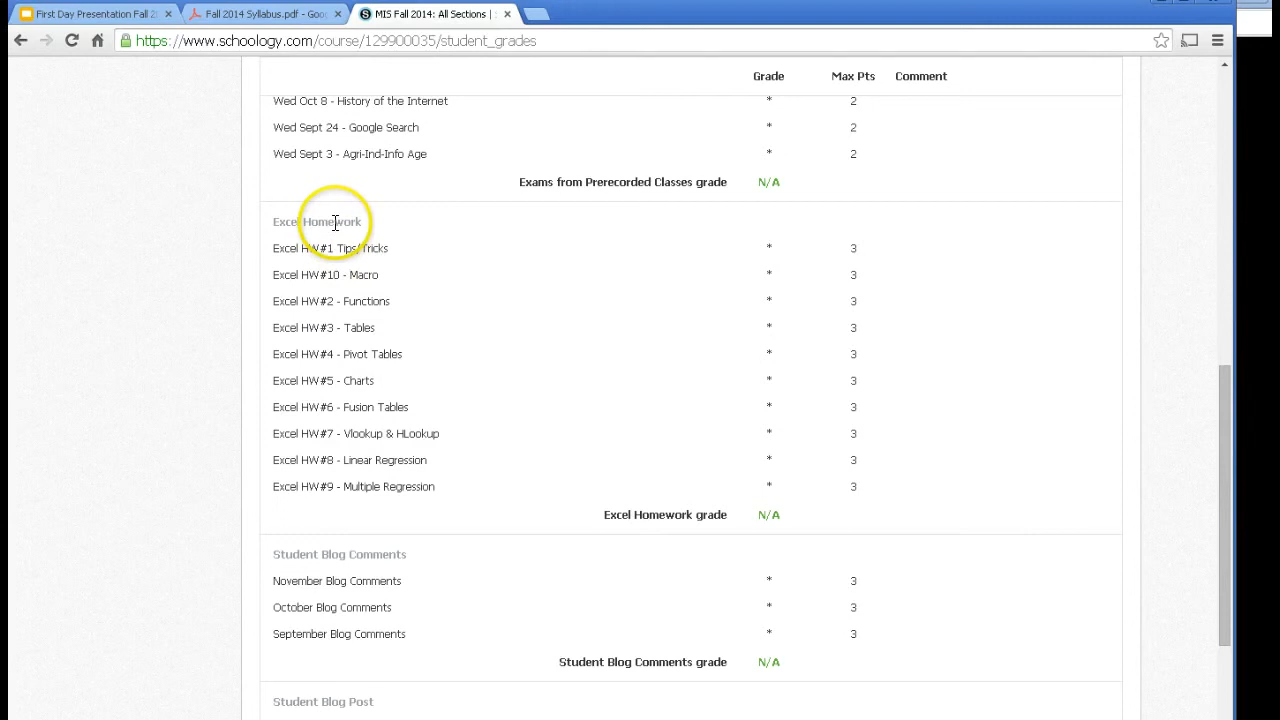 First Day Presentation Fall 2
Fall 2014 Syllabus.pdf - Goo
MIS Fall 2014: All Sections | S
https://www.schoology.com/course/129900035/student_grades
Grade Max Pts Comment
Wed Oct 8 - History of the Internet * 2
Wed Sept 24 - Google Search * 2
Wed Sept 3 - Agri-Ind-Info Age * 2
Exams from Prerecorded Classes grade N/A
Excel Homework
Excel HW#1 Tips/Tricks * 3
Excel HW#10 - Macro * 3
Excel HW#2 - Functions * 3
Excel HW#3 - Tables * 3
Excel HW#4 - Pivot Tables * 3
Excel HW#5 - Charts * 3
Excel HW#6 - Fusion Tables * 3
Excel HW#7 - Vlookup & HLookup * 3
Excel HW#8 - Linear Regression * 3
Excel HW#9 - Multiple Regression * 3
Excel Homework grade N/A
Student Blog Comments
November Blog Comments * 3
October Blog Comments * 3
September Blog Comments * 3
Student Blog Comments grade N/A
Student Blog Post